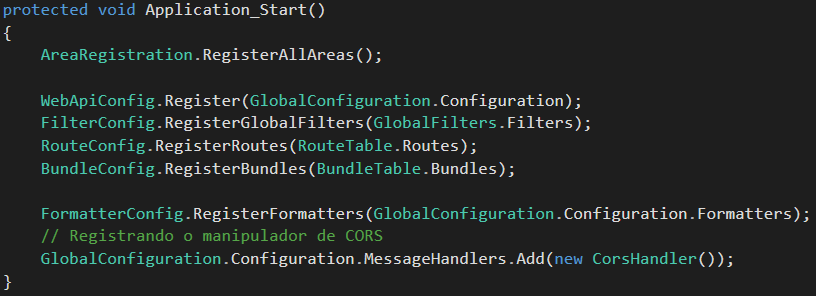 protected void Application_Start()
{
AreaRegistration.RegisterAllAreas();
WebApiConfig.Register(GlobalConfiguration.Configuration);
FilterConfig.RegisterGlobalFilters(GlobalFilters.Filters);
RouteConfig.RegisterRoutes(RouteTable.Routes);
BundleConfig.RegisterBundles(BundleTable.Bundles);
FormatterConfig.RegisterFormatters(GlobalConfiguration.Configuration.Formatters);
// Registrando o manipulador de CORS
GlobalConfiguration.Configuration.MessageHandlers.Add(new CorsHandler());
}